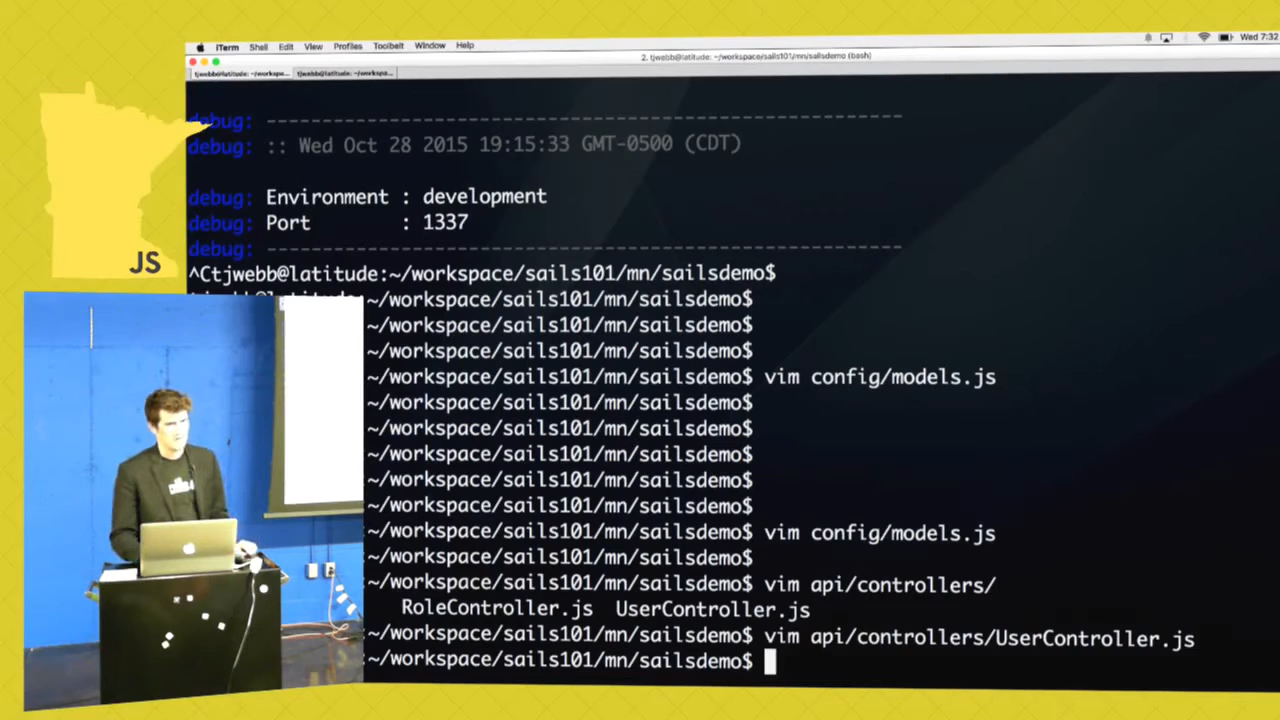 iTerm Shell Edit View Profiles Toolbelt Window Help Wed 7:32
2. tjwebb@latitude: ~/workspace/sails101/mn/sailsdemo (bash)
tjwebb@latitude: ~/workspa... tjwebb@latitude: ~/workspa...
debug: --------------------------------------------------------
debug: :: Wed Oct 28 2015 19:15:33 GMT-0500 (CDT)
debug: Environment : development
debug: Port : 1337
debug: --------------------------------------------------------
JS
^Ctjwebb@latitude:~/workspace/sails101/mn/sailsdemo$
~/workspace/sails101/mn/sailsdemo$
~/workspace/sails101/mn/sailsdemo$
~/workspace/sails101/mn/sailsdemo$
~/workspace/sails101/mn/sailsdemo$ vim config/models.js
~/workspace/sails101/mn/sailsdemo$
~/workspace/sails101/mn/sailsdemo$
~/workspace/sails101/mn/sailsdemo$
~/workspace/sails101/mn/sailsdemo$
~/workspace/sails101/mn/sailsdemo$
~/workspace/sails101/mn/sailsdemo$ vim config/models.js
~/workspace/sails101/mn/sailsdemo$
~/workspace/sails101/mn/sailsdemo$ vim api/controllers/
RoleController.js UserController.js
~/workspace/sails101/mn/sailsdemo$ vim api/controllers/UserController.js
~/workspace/sails101/mn/sailsdemo$